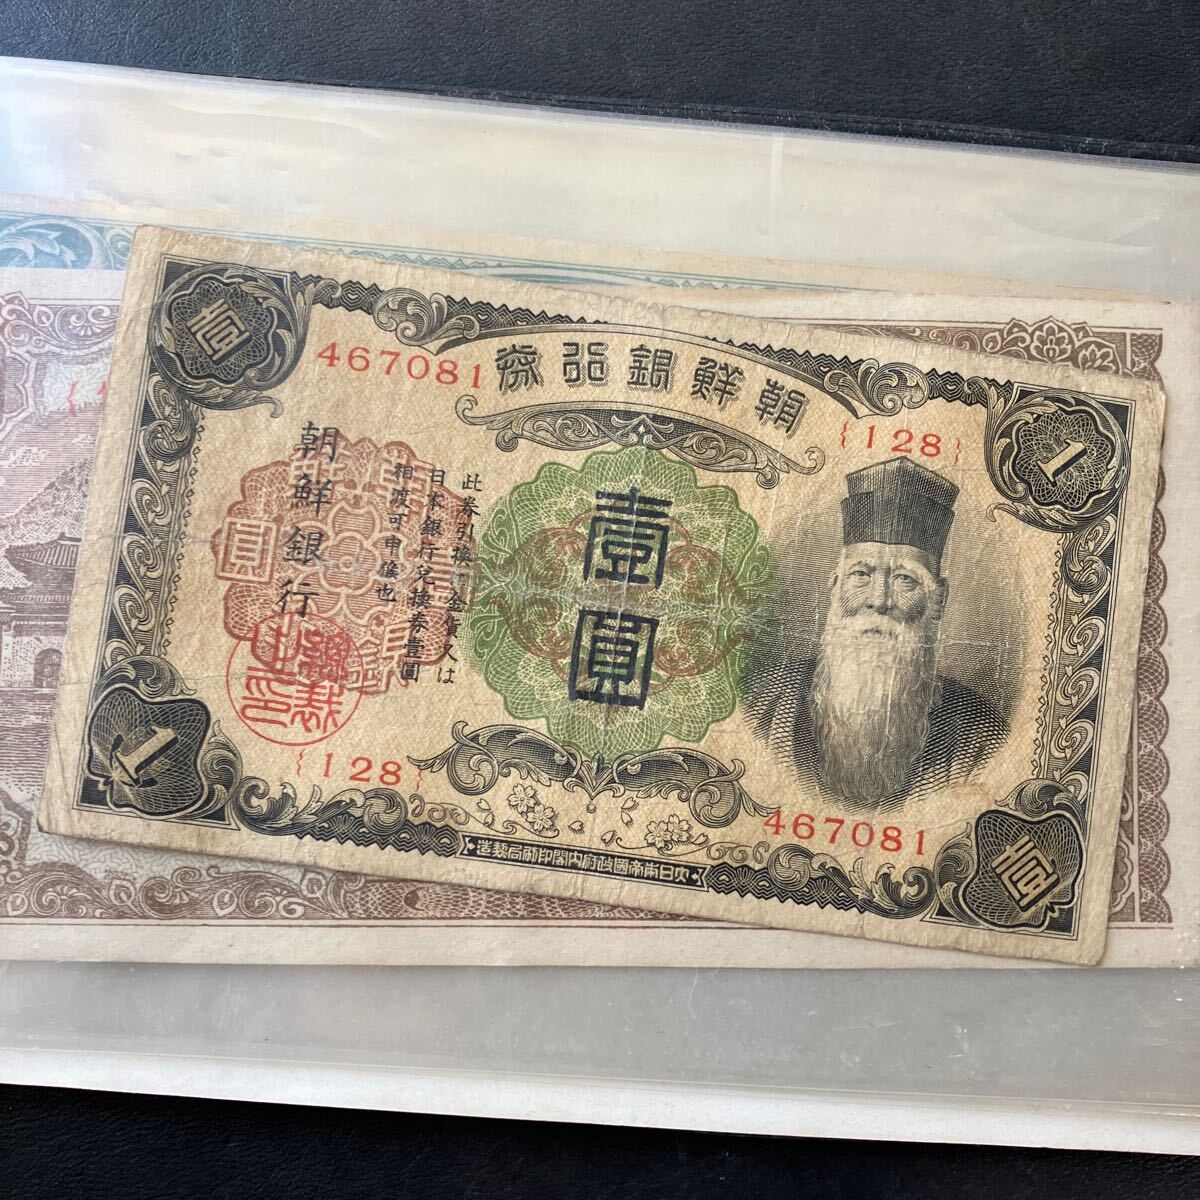 券行銀鮮朝
壹
1
467081
{128}
壹圓
此券引換ニ金貨又は
日本銀行兌換券壹圓
相渡可申候也
朝鮮銀行
圓
總裁之印
{128}
467081
1
壹
造製局刷印閣内府政國帝本日大